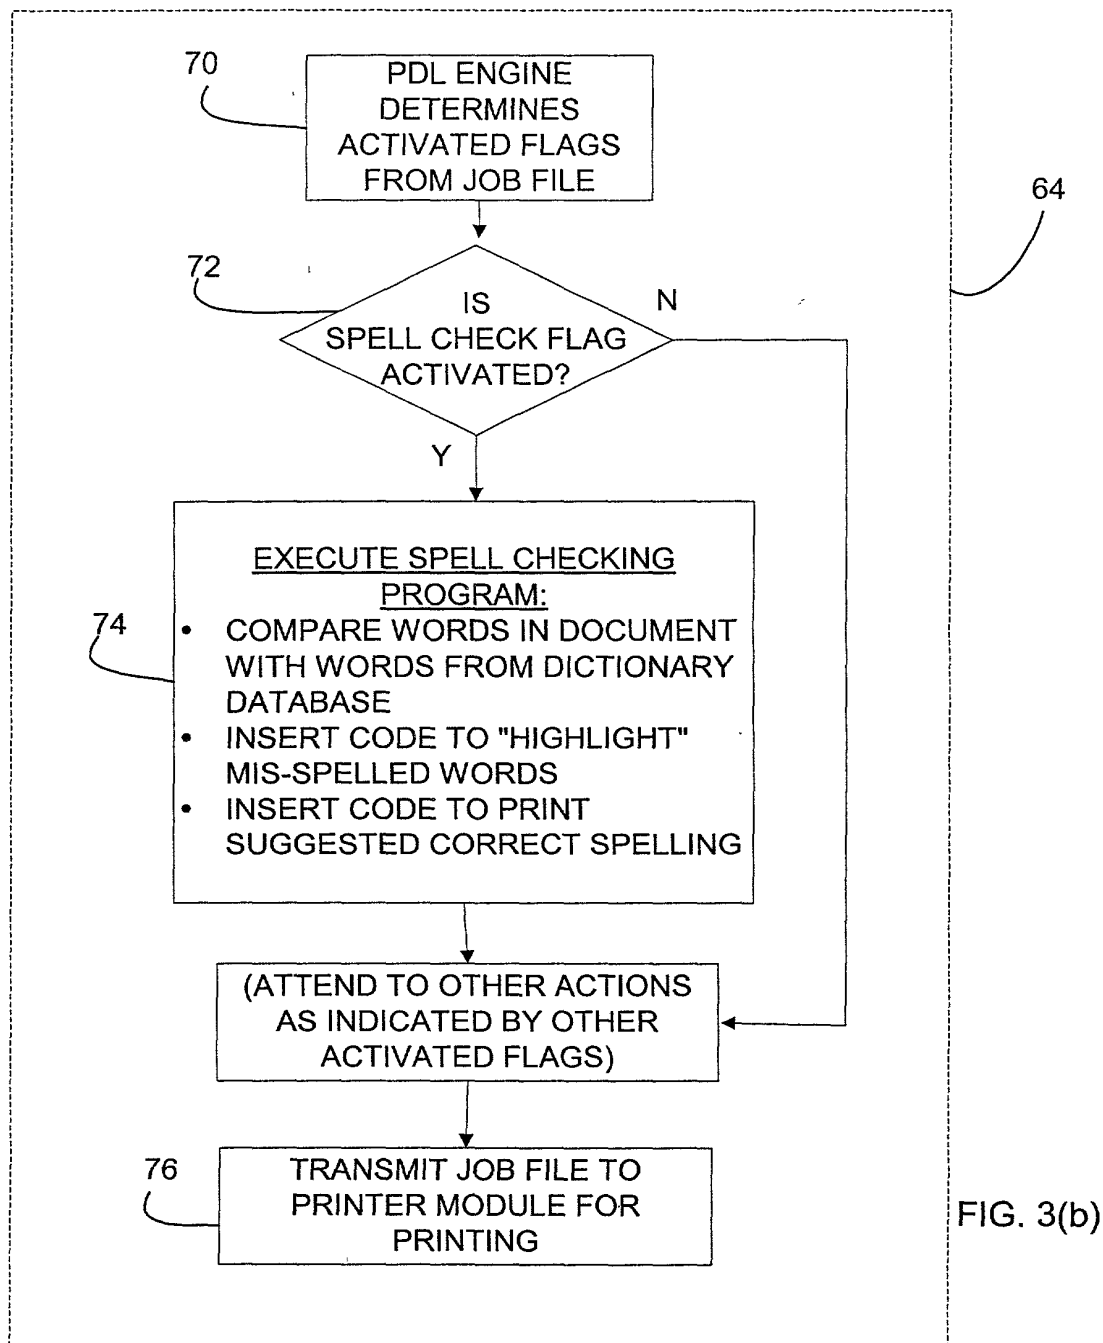 70
PDL ENGINE
DETERMINES
ACTIVATED FLAGS
FROM JOB FILE
64
72
IS
SPELL CHECK FLAG
ACTIVATED?
N
Y
74
EXECUTE SPELL CHECKING
PROGRAM:
• COMPARE WORDS IN DOCUMENT
WITH WORDS FROM DICTIONARY
DATABASE
• INSERT CODE TO "HIGHLIGHT"
MIS-SPELLED WORDS
• INSERT CODE TO PRINT
SUGGESTED CORRECT SPELLING
(ATTEND TO OTHER ACTIONS
AS INDICATED BY OTHER
ACTIVATED FLAGS)
76
TRANSMIT JOB FILE TO
PRINTER MODULE FOR
PRINTING
FIG. 3(b)